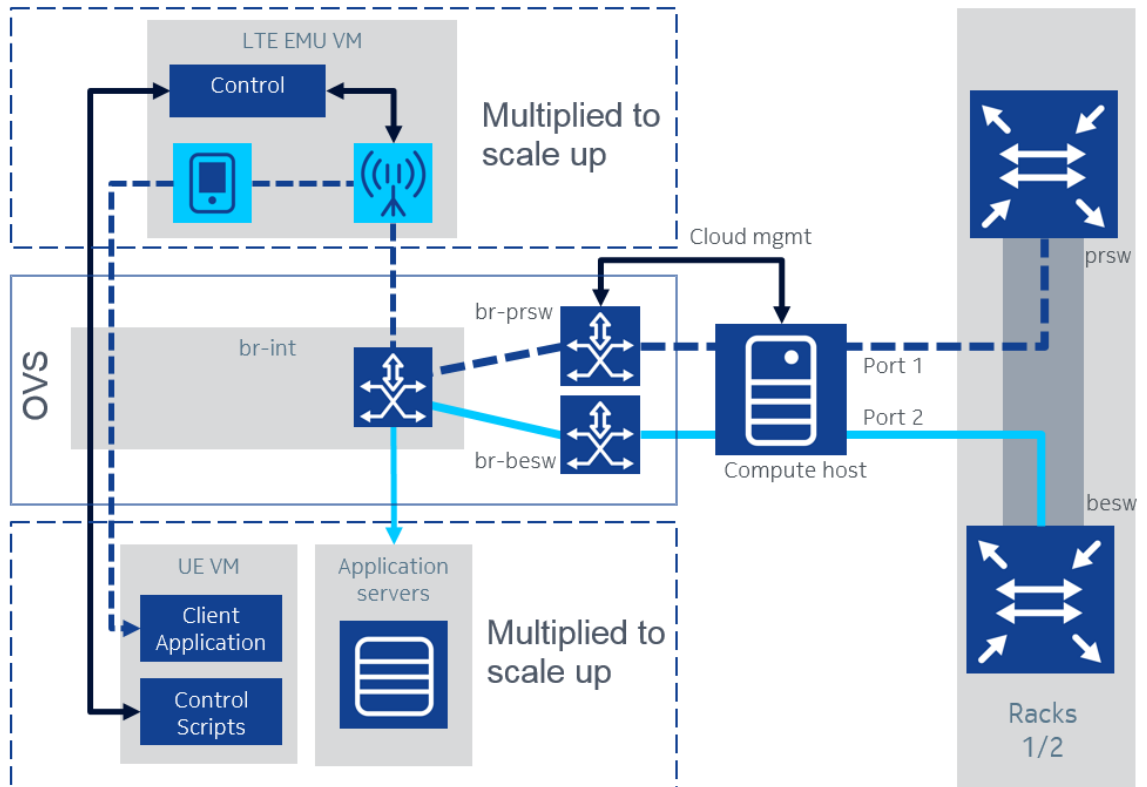 LTE EMU VM
Control
Multiplied to
scale up
Cloud mgmt
prsw
br-prsw
br-int
OVS
Port 1
Port 2
br-besw
Compute host
besw
UE VM
Application
servers
Client
Application
Multiplied to
scale up
Control
Scripts
Racks
1/2